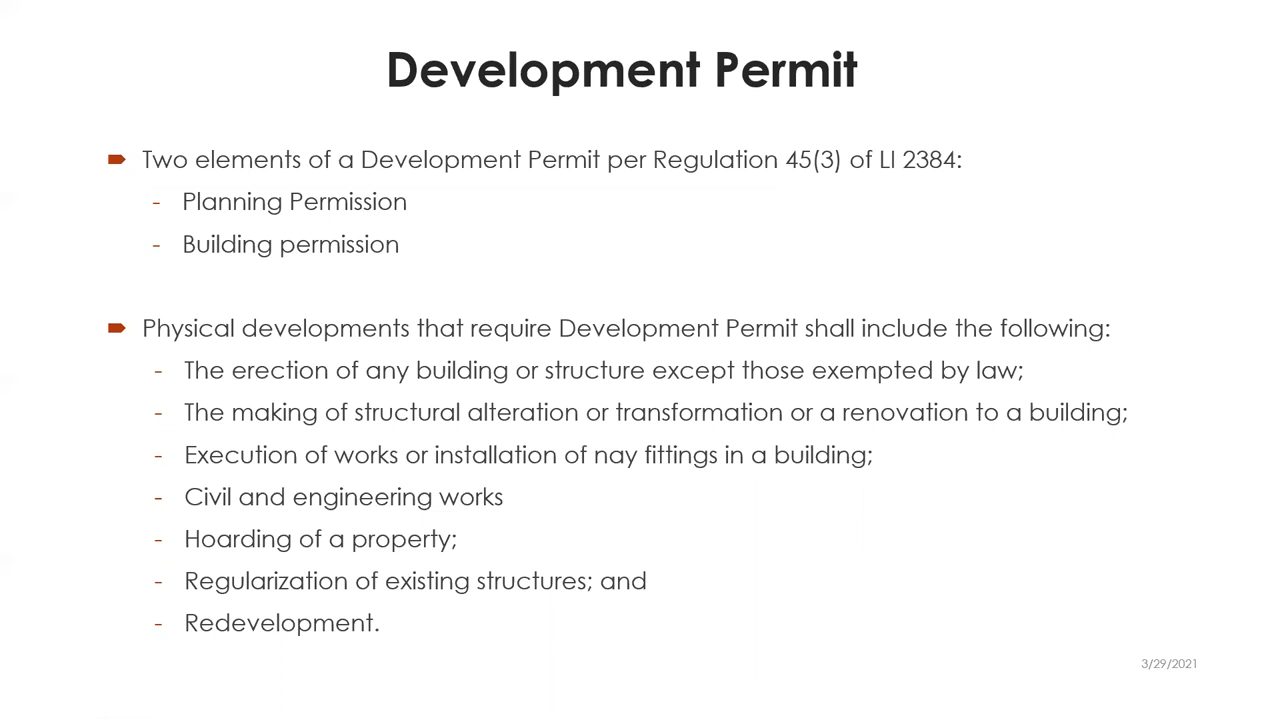 Development Permit
Two elements of a Development Permit per Regulation 45(3) of LI 2384:
- Planning Permission
- Building permission
Physical developments that require Development Permit shall include the following:
- The erection of any building or structure except those exempted by law;
- The making of structural alteration or transformation or a renovation to a building;
- Execution of works or installation of nay fittings in a building;
- Civil and engineering works
- Hoarding of a property;
- Regularization of existing structures; and
- Redevelopment.
3/29/2021